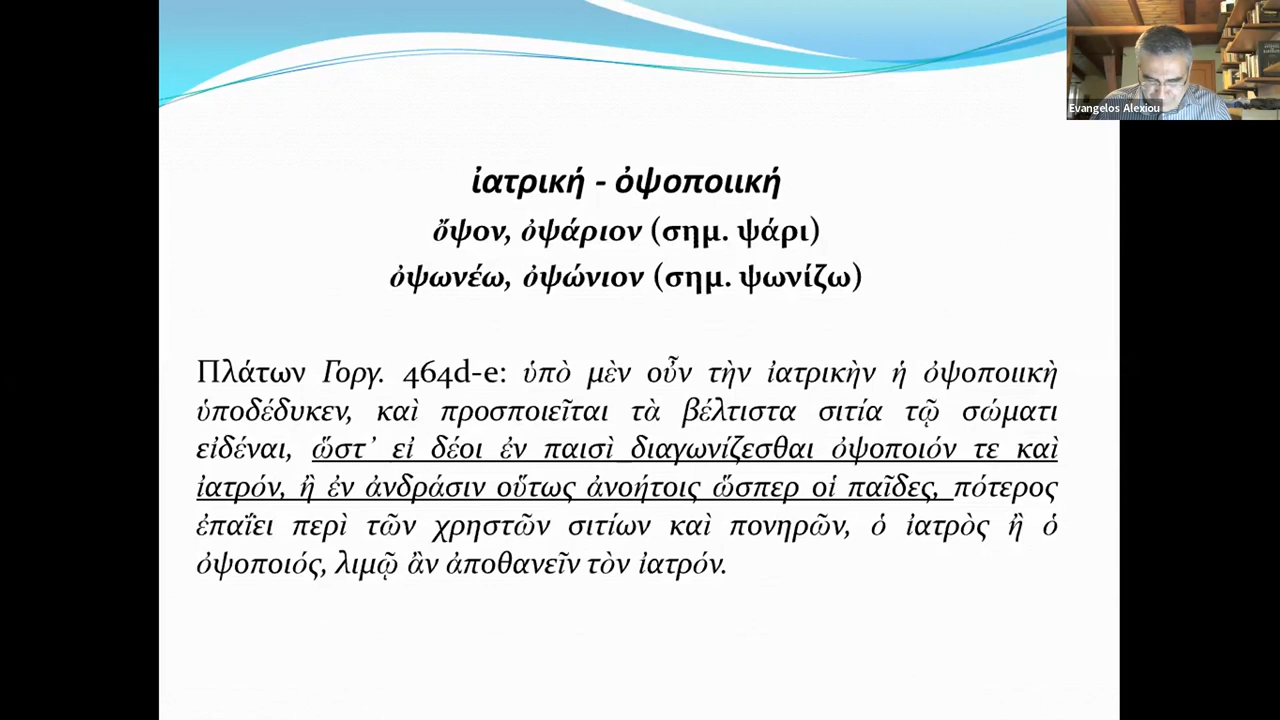 Evangelos Alexiou
ἰατρική - ὀψοποιική
ὄψον, ὀψάριον (σημ. ψάρι)
ὀψωνέω, ὀψώνιον (σημ. ψωνίζω)
Πλάτων Γοργ. 464d-e: ὑπὸ μὲν οὖν τὴν ἰατρικὴν ἡ ὀψοποιικὴ
ὑποδέδυκεν, καὶ προσποιεῖται τὰ βέλτιστα σιτία τῷ σώματι
εἰδέναι, ὥστ’ εἰ δέοι ἐν παισὶ διαγωνίζεσθαι ὀψοποιόν τε καὶ
ἰατρόν, ἢ ἐν ἀνδράσιν οὕτως ἀνοήτοις ὥσπερ οἱ παῖδες, πότερος
ἐπαΐει περὶ τῶν χρηστῶν σιτίων καὶ πονηρῶν, ὁ ἰατρὸς ἢ ὁ
ὀψοποιός, λιμῷ ἂν ἀποθανεῖν τὸν ἰατρόν.